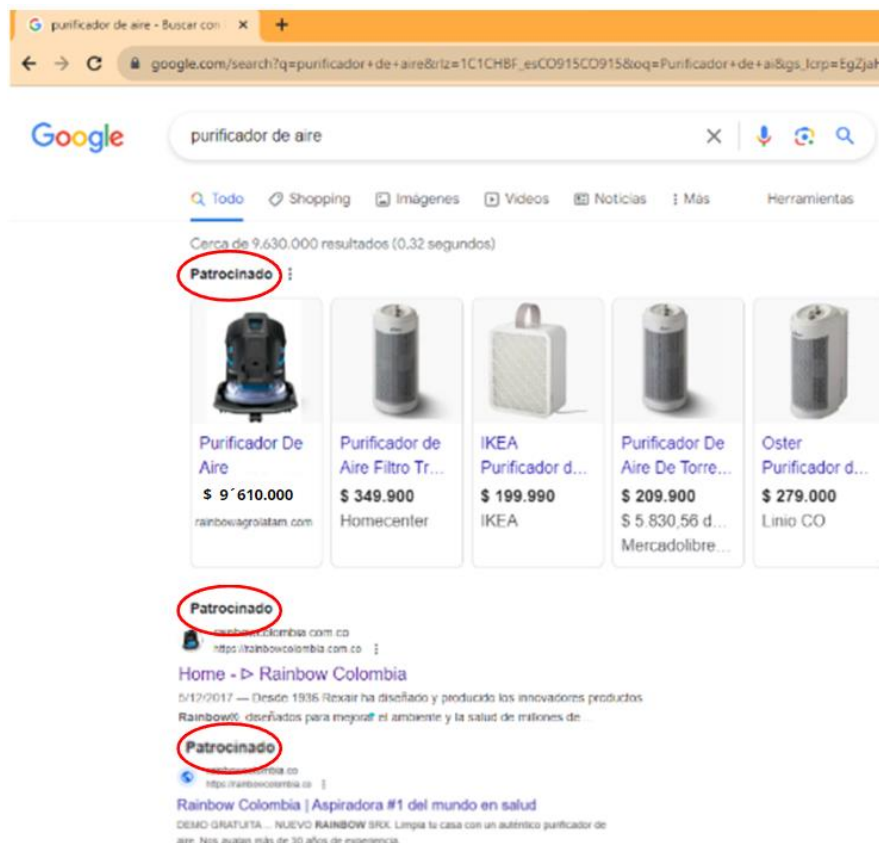 purificador de aire - Buscar con
google.com/search?q=purificador+de+aire&rlz=1C1CHBF_esCO915CO915&oq=Purificador+de+ai&gs_lcrp=EgZjaH
Google
purificador de aire
Todo Shopping Imágenes Videos Noticias Más Herramientas
Cerca de 9.630.000 resultados (0,32 segundos)
Patrocinado
Purificador De Aire
$ 9´610.000
rainbowagrolatam.com
Purificador de Aire Filtro Tr...
$ 349.900
Homecenter
IKEA Purificador d...
$ 199.990
IKEA
Purificador De Aire De Torre...
$ 209.900
$ 5.830,56 d...
Mercadolibre...
Oster Purificador d...
$ 279.000
Linio CO
Patrocinado
rainbowcolombia.com.co
https://rainbowcolombia.com.co
Home - ▷ Rainbow Colombia
5/12/2017 — Desde 1936 Rexair ha diseñado y producido los innovadores productos
Rainbow® diseñados para mejorar el ambiente y la salud de millones de ...
Patrocinado
rainbowcolombia.co
https://rainbowcolombia.co
Rainbow Colombia | Aspiradora #1 del mundo en salud
DEMO GRATUITA ... NUEVO RAINBOW SRX. Limpia tu casa con un auténtico purificador de
aire. Nos avalan más de 30 años de experiencia.